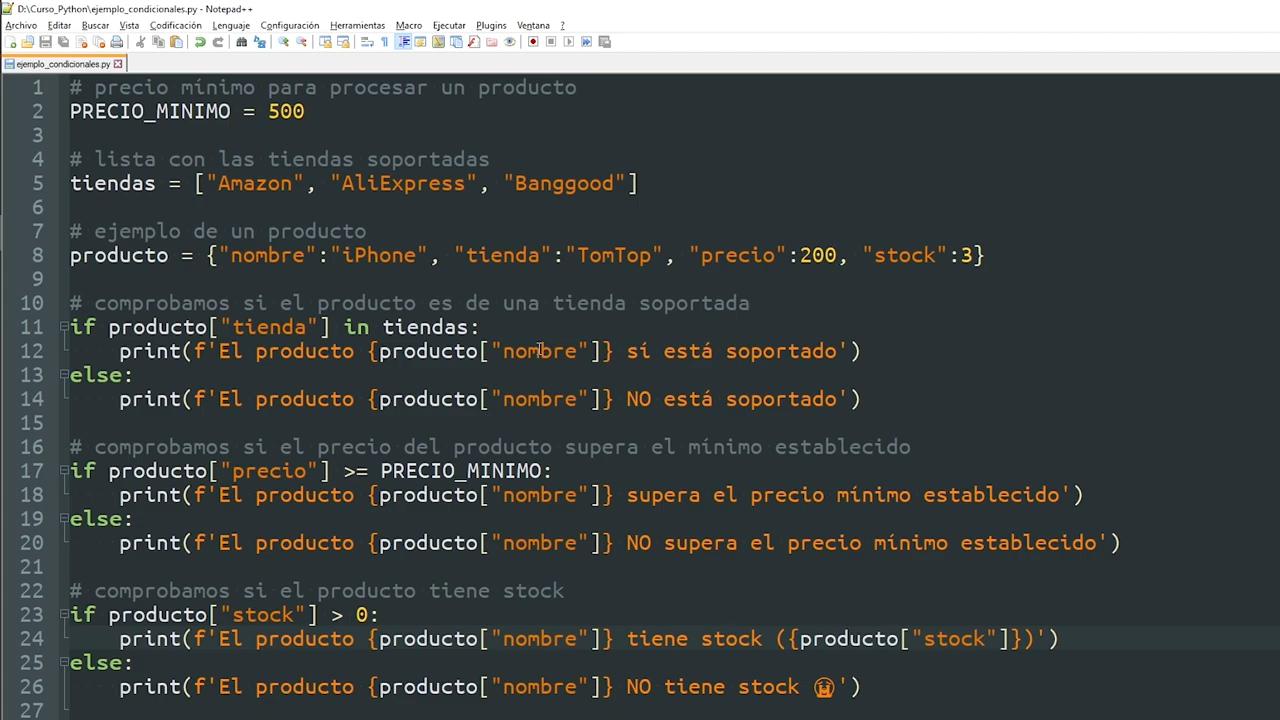 D:\Curso_Python\ejemplo_condicionales.py - Notepad++
Archivo Editar Buscar Vista Codificación Lenguaje Configuración Herramientas Macro Ejecutar Plugins Ventana ?
ejemplo_condicionales.py
1 # precio mínimo para procesar un producto
2 PRECIO_MINIMO = 500
3
4 # lista con las tiendas soportadas
5 tiendas = ["Amazon", "AliExpress", "Banggood"]
6
7 # ejemplo de un producto
8 producto = {"nombre":"iPhone", "tienda":"TomTop", "precio":200, "stock":3}
9
10 # comprobamos si el producto es de una tienda soportada
11 if producto["tienda"] in tiendas:
12     print(f'El producto {producto["nombre"]} sí está soportado')
13 else:
14     print(f'El producto {producto["nombre"]} NO está soportado')
15
16 # comprobamos si el precio del producto supera el mínimo establecido
17 if producto["precio"] >= PRECIO_MINIMO:
18     print(f'El producto {producto["nombre"]} supera el precio mínimo establecido')
19 else:
20     print(f'El producto {producto["nombre"]} NO supera el precio mínimo establecido')
21
22 # comprobamos si el producto tiene stock
23 if producto["stock"] > 0:
24     print(f'El producto {producto["nombre"]} tiene stock ({producto["stock"]})')
25 else:
26     print(f'El producto {producto["nombre"]} NO tiene stock 😭')
27